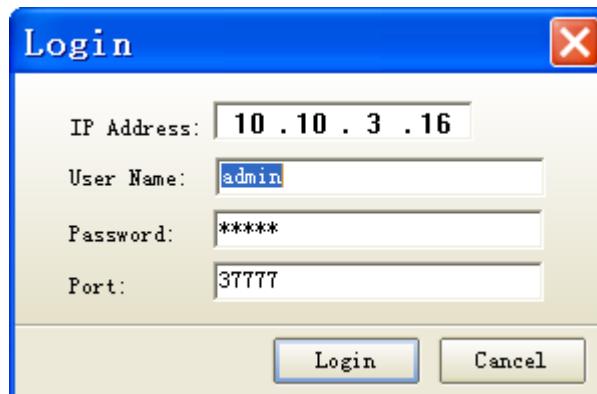 Login
IP Address: 10 . 10 . 3 . 16
User Name: admin
Password: *****
Port: 37777
Login Cancel